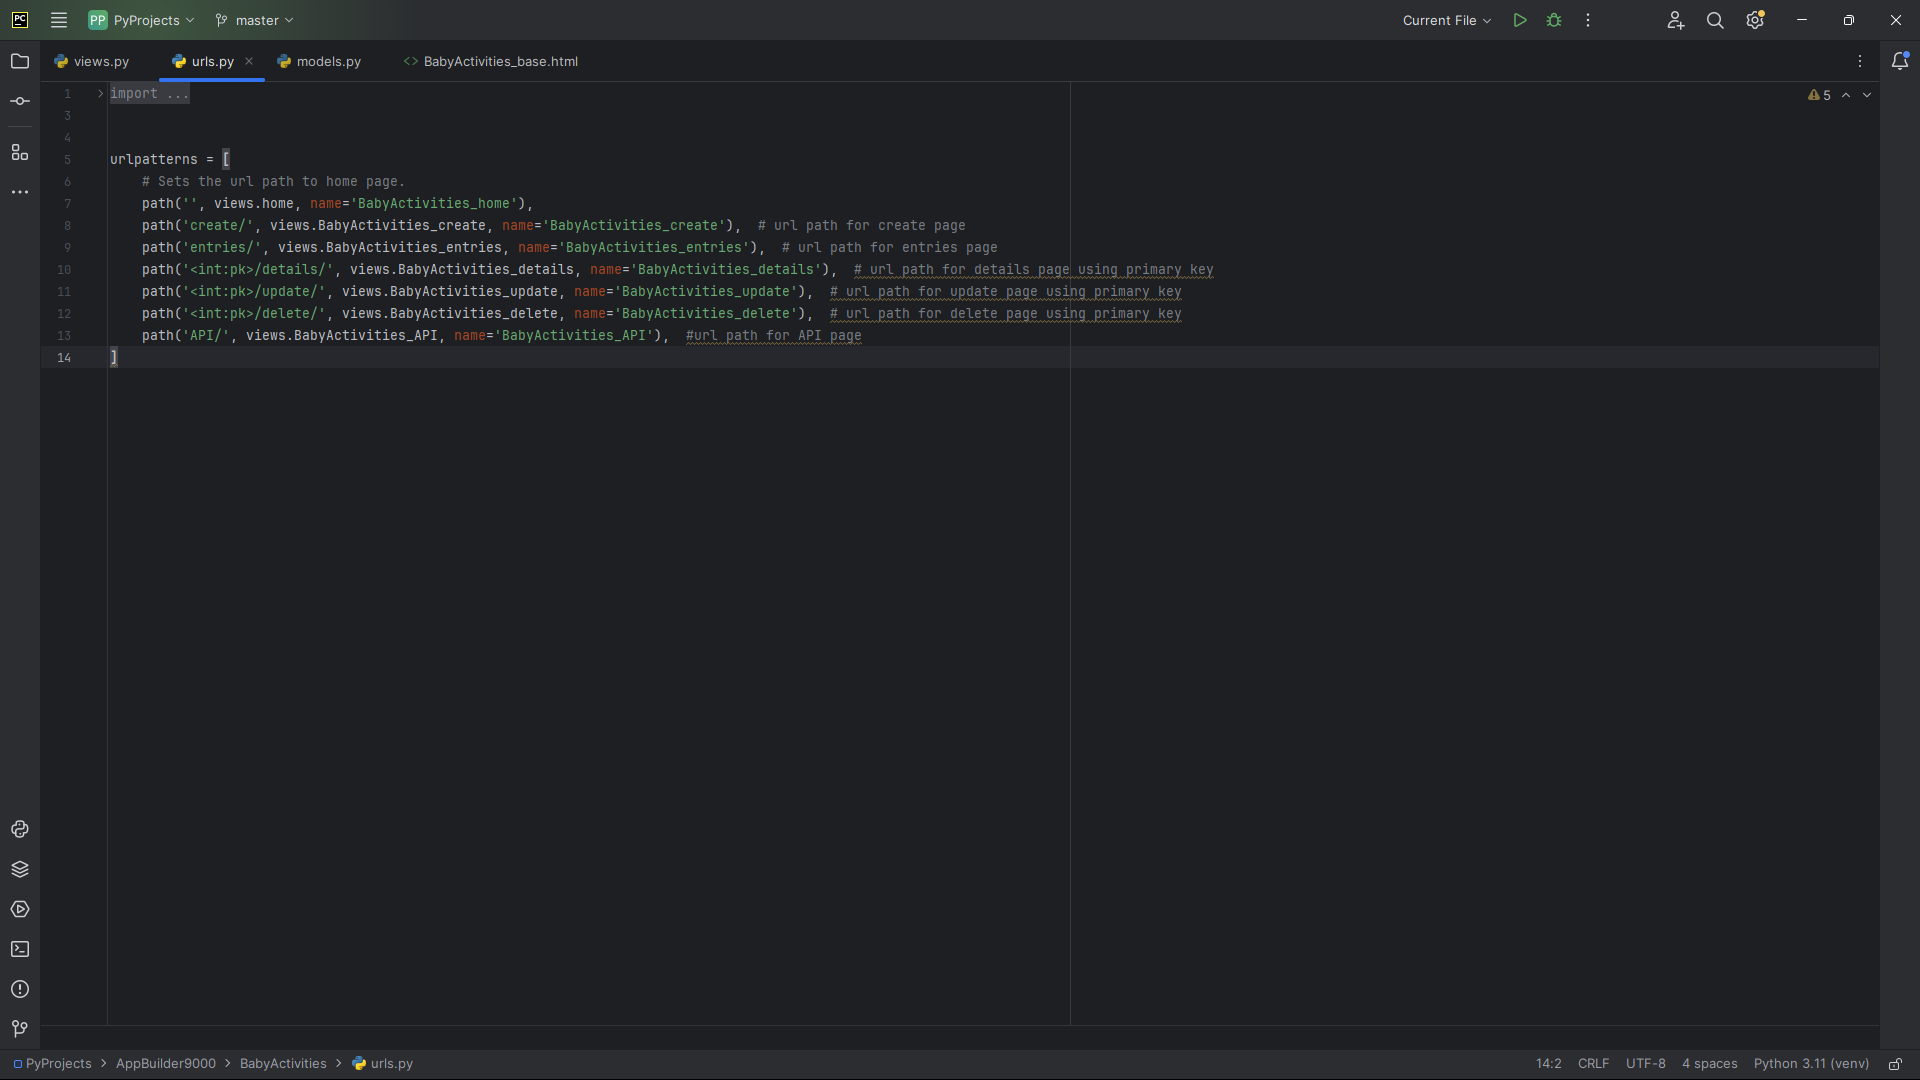 PC PP PyProjects master Current File
views.py urls.py models.py <> BabyActivities_base.html
1 import ... 5
3
4
5 urlpatterns = [
6     # Sets the url path to home page.
7     path('', views.home, name='BabyActivities_home'),
8     path('create/', views.BabyActivities_create, name='BabyActivities_create'),  # url path for create page
9     path('entries/', views.BabyActivities_entries, name='BabyActivities_entries'),  # url path for entries page
10     path('<int:pk>/details/', views.BabyActivities_details, name='BabyActivities_details'),  # url path for details page using primary key
11     path('<int:pk>/update/', views.BabyActivities_update, name='BabyActivities_update'),  # url path for update page using primary key
12     path('<int:pk>/delete/', views.BabyActivities_delete, name='BabyActivities_delete'),  # url path for delete page using primary key
13     path('API/', views.BabyActivities_API, name='BabyActivities_API'),  #url path for API page
14 ]
PyProjects > AppBuilder9000 > BabyActivities > urls.py 14:2 CRLF UTF-8 4 spaces Python 3.11 (venv)